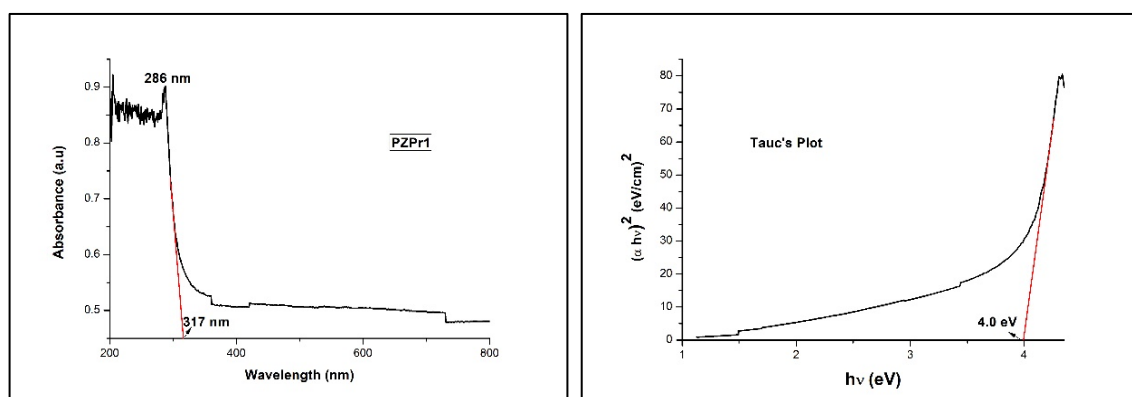 286 nm
PZPr1
317 nm
Absorbance (a.u)
0.9
0.8
0.7
0.6
0.5
200 400 600 800
Wavelength (nm)
Tauc's Plot
4.0 eV
(α hν)² (eV/cm)²
80
70
60
50
40
30
20
10
0
1 2 3 4
hν (eV)